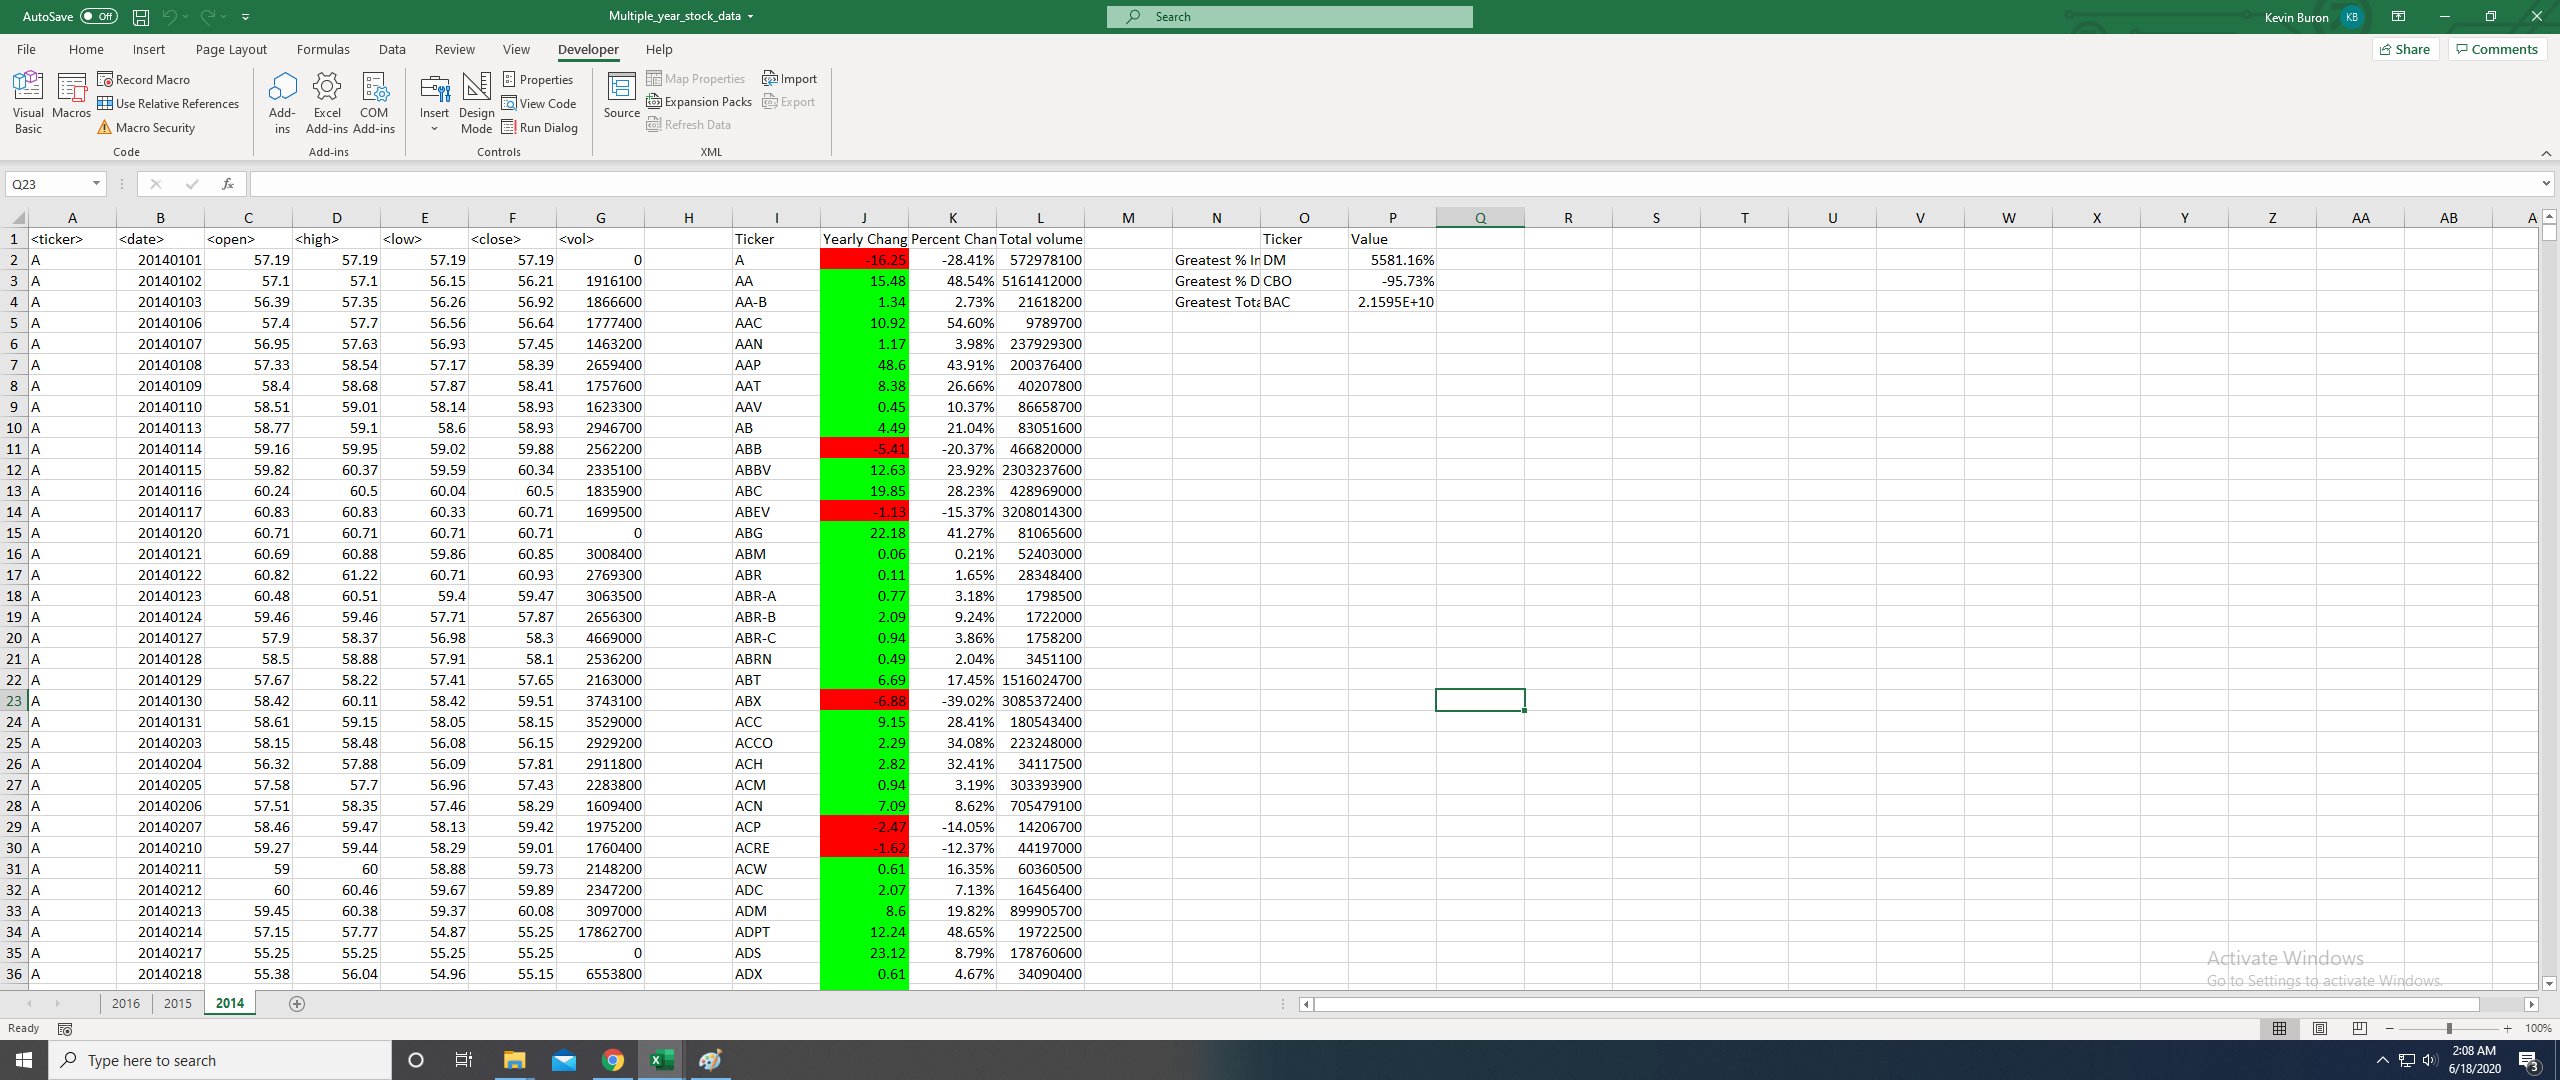 AutoSave Off Multiple_year_stock_data Search Kevin Buron KB
File Home Insert Page Layout Formulas Data Review View Developer Help Share Comments
Visual Basic Macros Record Macro Use Relative References Macro Security Code
Add-ins Excel Add-ins COM Add-ins Add-ins
Insert Design Mode Properties View Code Run Dialog Controls
Source Map Properties Expansion Packs Refresh Data Import Export XML
Q23 fx
A B C D E F G H I J K L M N O P Q R S T U V W X Y Z AA AB A
1 <ticker> <date> <open> <high> <low> <close> <vol> Ticker Yearly Chang Percent Chan Total volume Ticker Value
2 A 20140101 57.19 57.19 57.19 57.19 0 A -16.25 -28.41% 572978100 Greatest % In DM 5581.16%
3 A 20140102 57.1 57.1 56.15 56.21 1916100 AA 15.48 48.54% 5161412000 Greatest % D CBO -95.73%
4 A 20140103 56.39 57.35 56.26 56.92 1866600 AA-B 1.34 2.73% 21618200 Greatest Tota BAC 2.1595E+10
5 A 20140106 57.4 57.7 56.56 56.64 1777400 AAC 10.92 54.60% 9789700
6 A 20140107 56.95 57.63 56.93 57.45 1463200 AAN 1.17 3.98% 237929300
7 A 20140108 57.33 58.54 57.17 58.39 2659400 AAP 48.6 43.91% 200376400
8 A 20140109 58.4 58.68 57.87 58.41 1757600 AAT 8.38 26.66% 40207800
9 A 20140110 58.51 59.01 58.14 58.93 1623300 AAV 0.45 10.37% 86658700
10 A 20140113 58.77 59.1 58.6 58.93 2946700 AB 4.49 21.04% 83051600
11 A 20140114 59.16 59.95 59.02 59.88 2562200 ABB -5.41 -20.37% 466820000
12 A 20140115 59.82 60.37 59.59 60.34 2335100 ABBV 12.63 23.92% 2303237600
13 A 20140116 60.24 60.5 60.04 60.5 1835900 ABC 19.85 28.23% 428969000
14 A 20140117 60.83 60.83 60.33 60.71 1699500 ABEV -1.13 -15.37% 3208014300
15 A 20140120 60.71 60.71 60.71 60.71 0 ABG 22.18 41.27% 81065600
16 A 20140121 60.69 60.88 59.86 60.85 3008400 ABM 0.06 0.21% 52403000
17 A 20140122 60.82 61.22 60.71 60.93 2769300 ABR 0.11 1.65% 28348400
18 A 20140123 60.48 60.51 59.4 59.47 3063500 ABR-A 0.77 3.18% 1798500
19 A 20140124 59.46 59.46 57.71 57.87 2656300 ABR-B 2.09 9.24% 1722000
20 A 20140127 57.9 58.37 56.98 58.3 4669000 ABR-C 0.94 3.86% 1758200
21 A 20140128 58.5 58.88 57.91 58.1 2536200 ABRN 0.49 2.04% 3451100
22 A 20140129 57.67 58.22 57.41 57.65 2163000 ABT 6.69 17.45% 1516024700
23 A 20140130 58.42 60.11 58.42 59.51 3743100 ABX -6.88 -39.02% 3085372400
24 A 20140131 58.61 59.15 58.05 58.15 3529000 ACC 9.15 28.41% 180543400
25 A 20140203 58.15 58.48 56.08 56.15 2929200 ACCO 2.29 34.08% 223248000
26 A 20140204 56.32 57.88 56.09 57.81 2911800 ACH 2.82 32.41% 34117500
27 A 20140205 57.58 57.7 56.96 57.43 2283800 ACM 0.94 3.19% 303393900
28 A 20140206 57.51 58.35 57.46 58.29 1609400 ACN 7.09 8.62% 705479100
29 A 20140207 58.46 59.47 58.13 59.42 1975200 ACP -2.47 -14.05% 14206700
30 A 20140210 59.27 59.44 58.29 59.01 1760400 ACRE -1.62 -12.37% 44197000
31 A 20140211 59 60 58.88 59.73 2148200 ACW 0.61 16.35% 60360500
32 A 20140212 60 60.46 59.67 59.89 2347200 ADC 2.07 7.13% 16456400
33 A 20140213 59.45 60.38 59.37 60.08 3097000 ADM 8.6 19.82% 899905700
34 A 20140214 57.15 57.77 54.87 55.25 17862700 ADPT 12.24 48.65% 19722500
35 A 20140217 55.25 55.25 55.25 55.25 0 ADS 23.12 8.79% 178760600
36 A 20140218 55.38 56.04 54.96 55.15 6553800 ADX 0.61 4.67% 34090400
Activate Windows
Go to Settings to activate Windows.
2016 2015 2014
Ready 100%
Type here to search 2:08 AM
6/18/2020 3